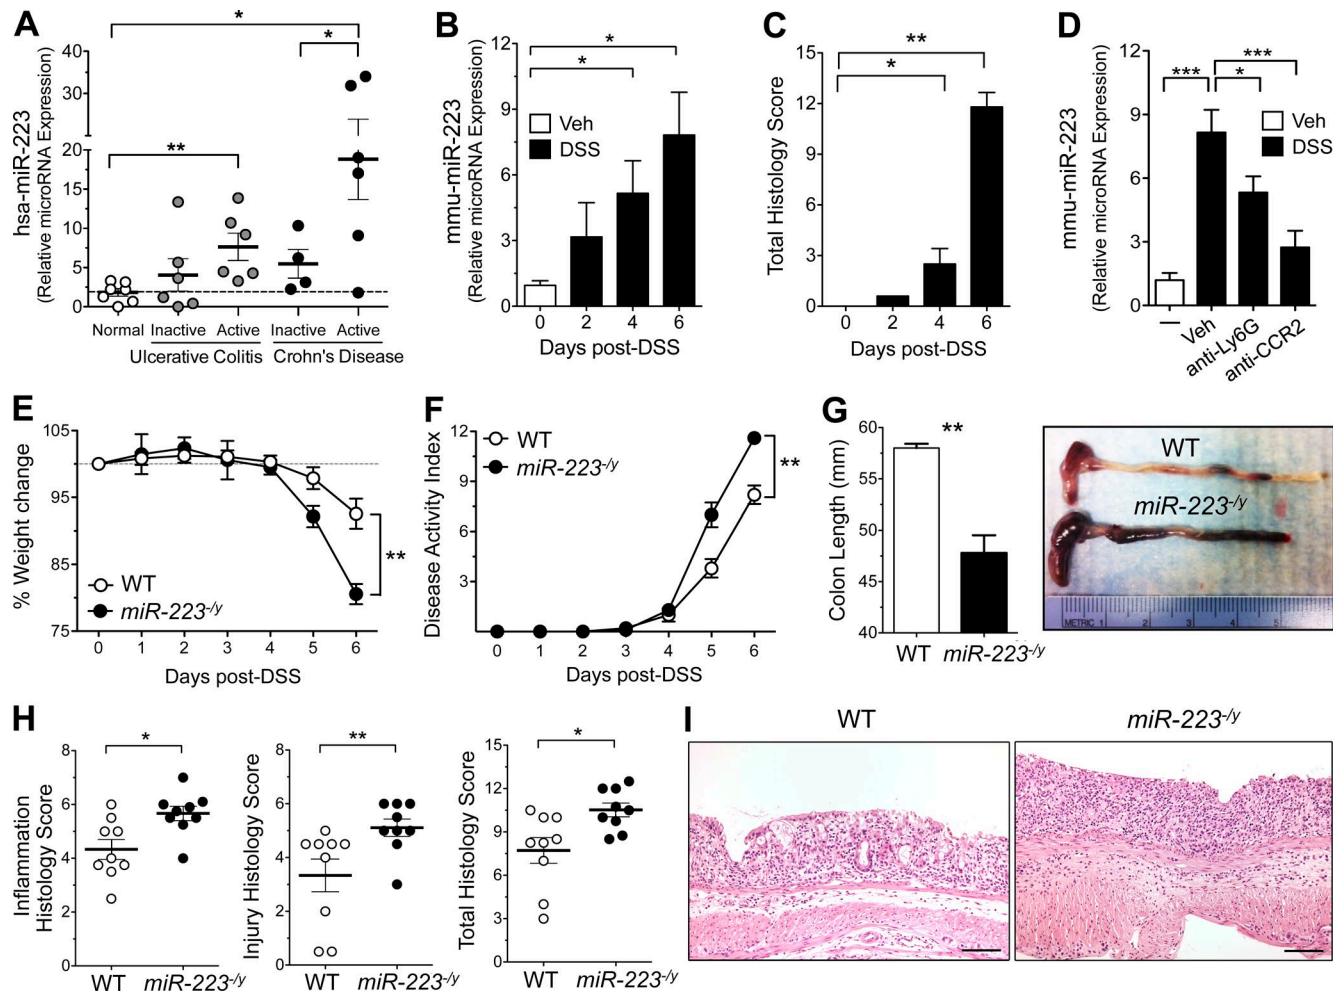 A
hsa-miR-223
(Relative microRNA Expression)
40
30
20
15
10
5
0
*
*
**
Normal Inactive Active Inactive Active
Ulcerative Colitis Crohn's Disease
B
mmu-miR-223
(Relative microRNA Expression)
12
9
6
3
0
*
*
Veh
DSS
0 2 4 6
Days post-DSS
C
Total Histology Score
15
12
9
6
3
0
**
*
0 2 4 6
Days post-DSS
D
mmu-miR-223
(Relative microRNA Expression)
12
9
6
3
0
***
*** *
Veh
DSS
— Veh anti-Ly6G anti-CCR2
E
% Weight change
105
95
85
75
WT
miR-223-/y
**
0 1 2 3 4 5 6
Days post-DSS
F
Disease Activity Index
12
9
6
3
WT
miR-223-/y
**
0 1 2 3 4 5 6
Days post-DSS
G
Colon Length (mm)
60
55
50
45
40
**
WT miR-223-/y
WT
miR-223-/y
METRIC 1 2 3 4 5
H
Inflammation
Histology Score
8
6
4
2
0
*
WT miR-223-/y
Injury Histology Score
8
6
4
2
0
**
WT miR-223-/y
Total Histology Score
15
12
9
6
3
0
*
WT miR-223-/y
I
WT
miR-223-/y